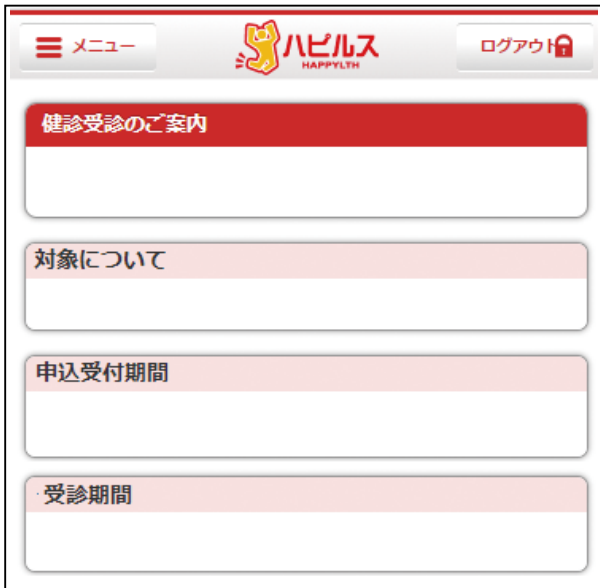 メニュー
ハピルス
HAPPYLTH
ログアウト
健診受診のご案内
対象について
申込受付期間
受診期間